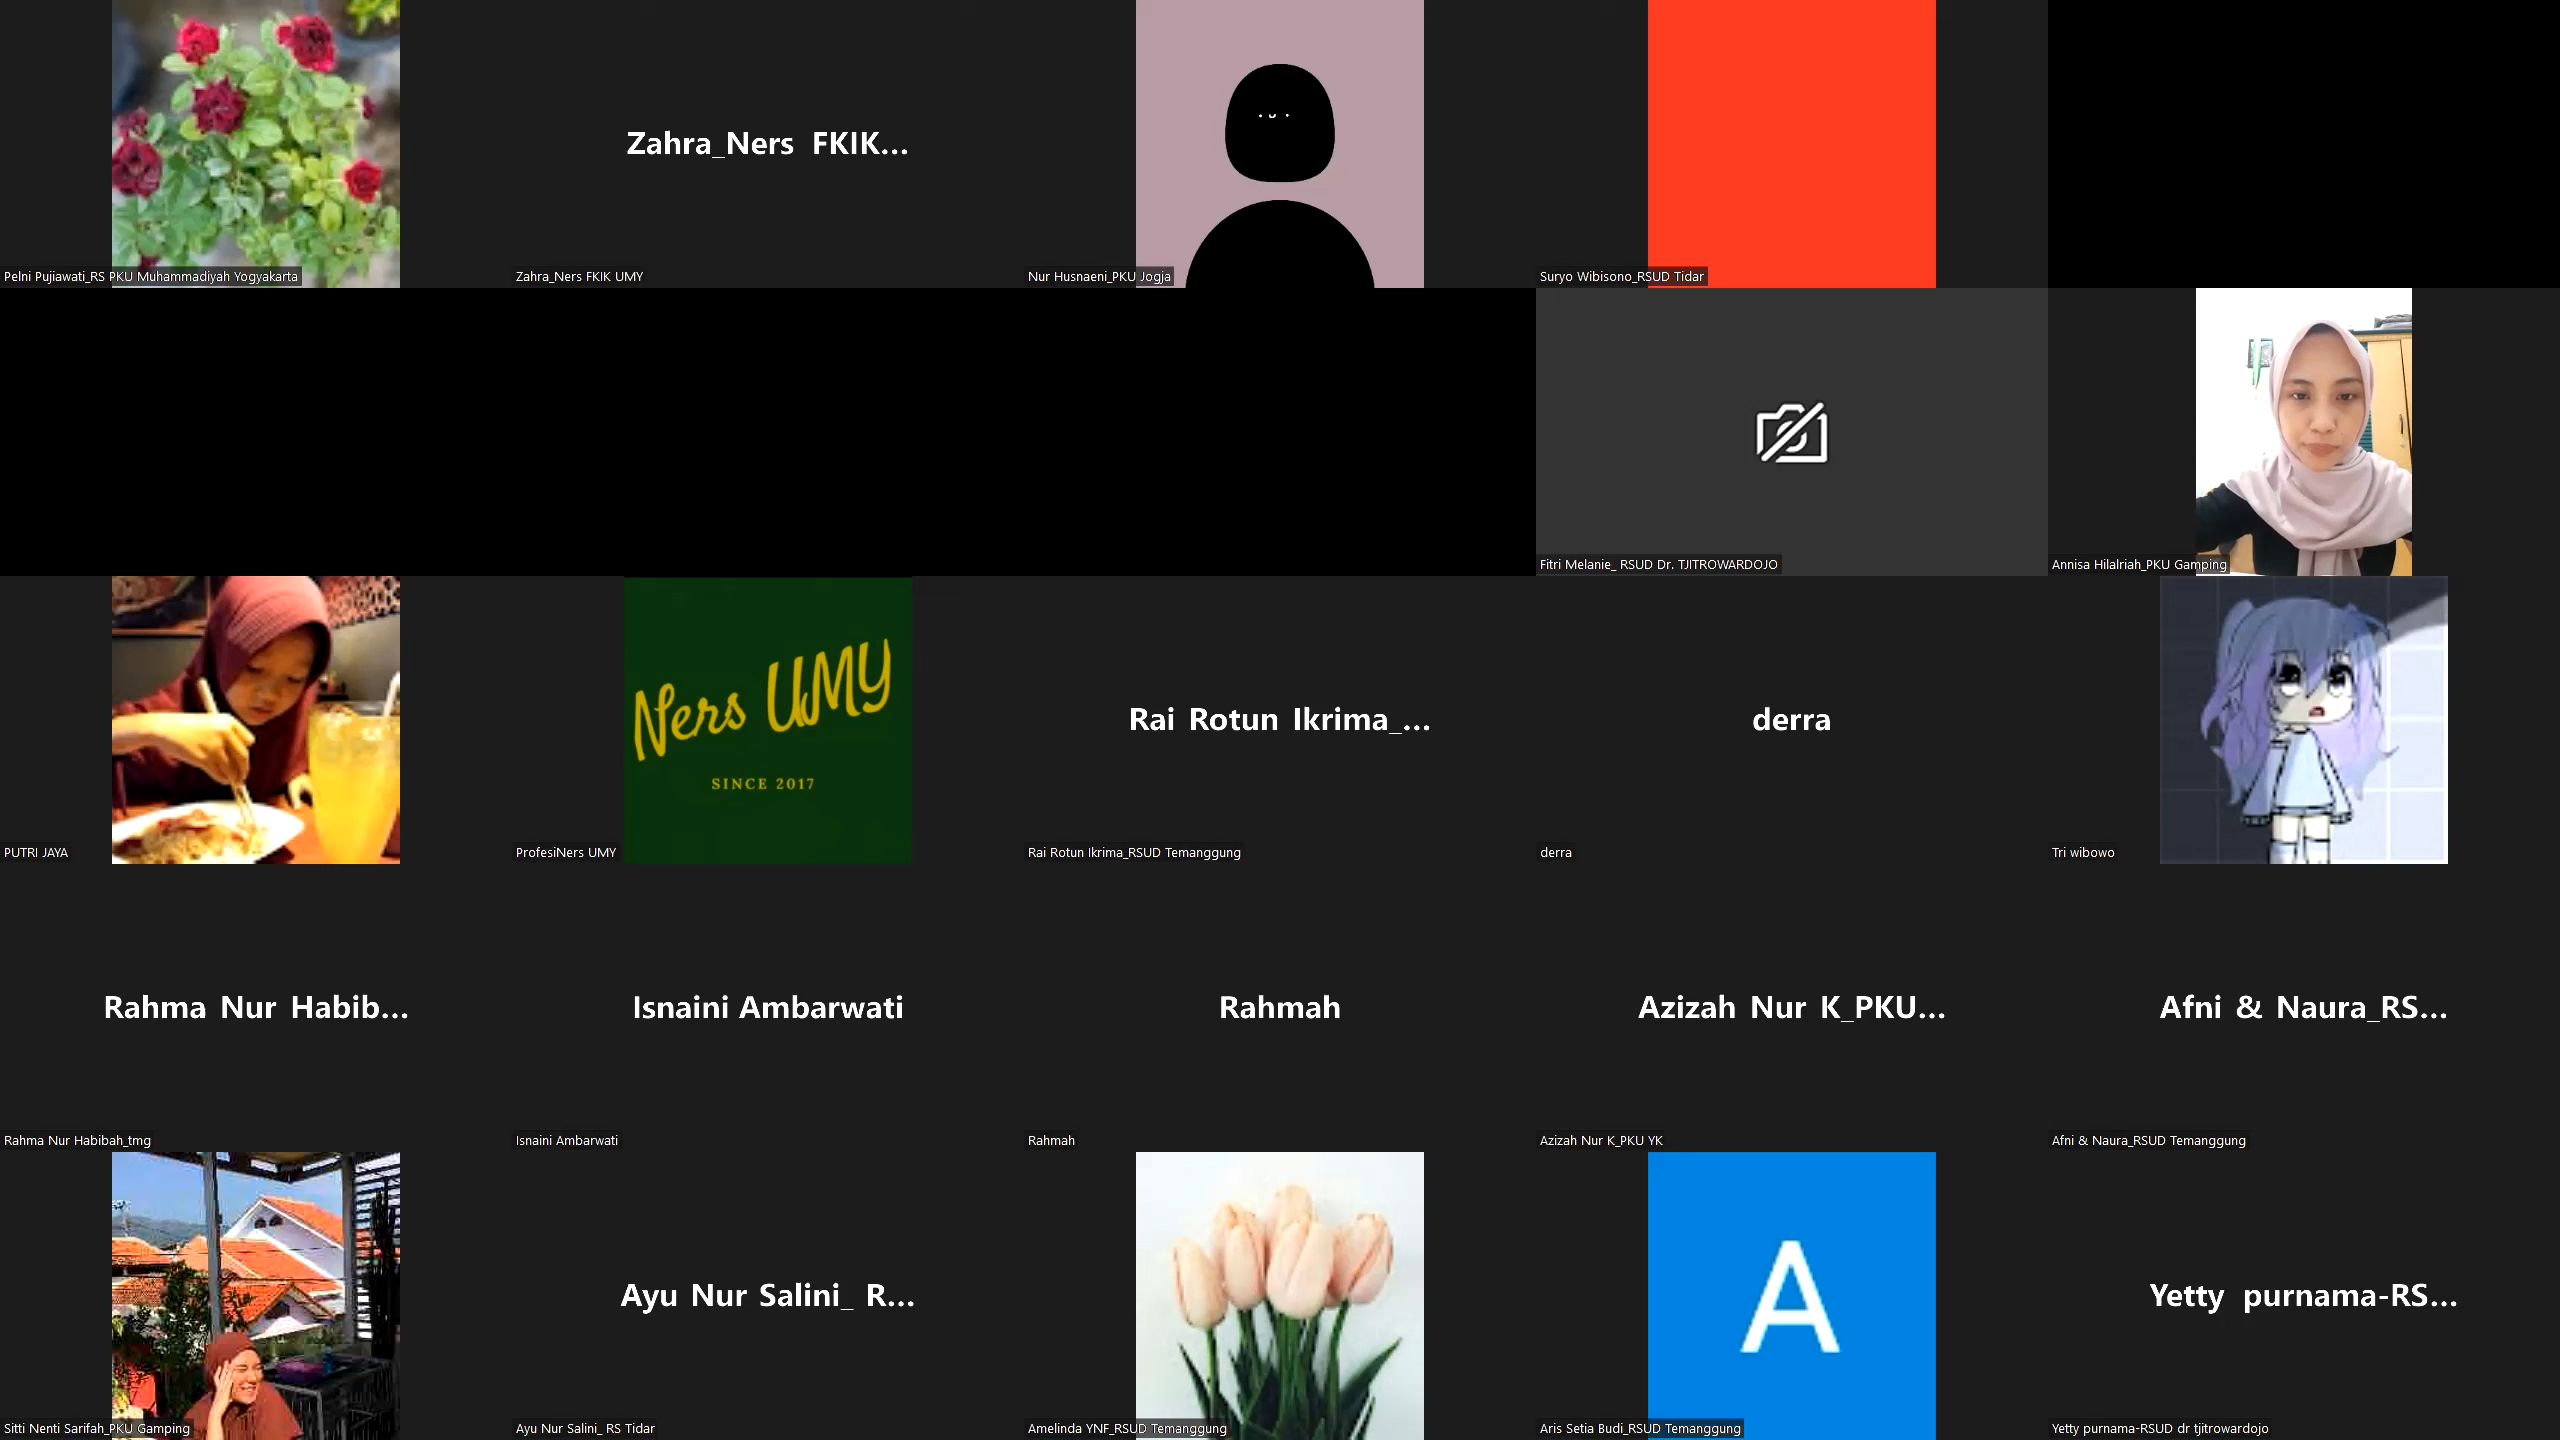 Pelni Pujiawati_RS PKU Muhammadiyah Yogyakarta
Zahra_Ners FKIK...
Zahra_Ners FKIK UMY
Nur Husnaeni_PKU Jogja
Suryo Wibisono_RSUD Tidar
Fitri Melanie_ RSUD Dr. TJITROWARDOJO
Annisa Hilalriah_PKU Gamping
PUTRI JAYA
Ners UMY
SINCE 2017
ProfesiNers UMY
Rai Rotun Ikrima_...
Rai Rotun Ikrima_RSUD Temanggung
derra
derra
Tri wibowo
Rahma Nur Habib...
Rahma Nur Habibah_tmg
Isnaini Ambarwati
Isnaini Ambarwati
Rahmah
Rahmah
Azizah Nur K_PKU...
Azizah Nur K_PKU YK
Afni & Naura_RS...
Afni & Naura_RSUD Temanggung
Sitti Nenti Sarifah_PKU Gamping
Ayu Nur Salini_ R...
Ayu Nur Salini_ RS Tidar
Amelinda YNF_RSUD Temanggung
A
Aris Setia Budi_RSUD Temanggung
Yetty purnama-RS...
Yetty purnama-RSUD dr tjitrowardojo